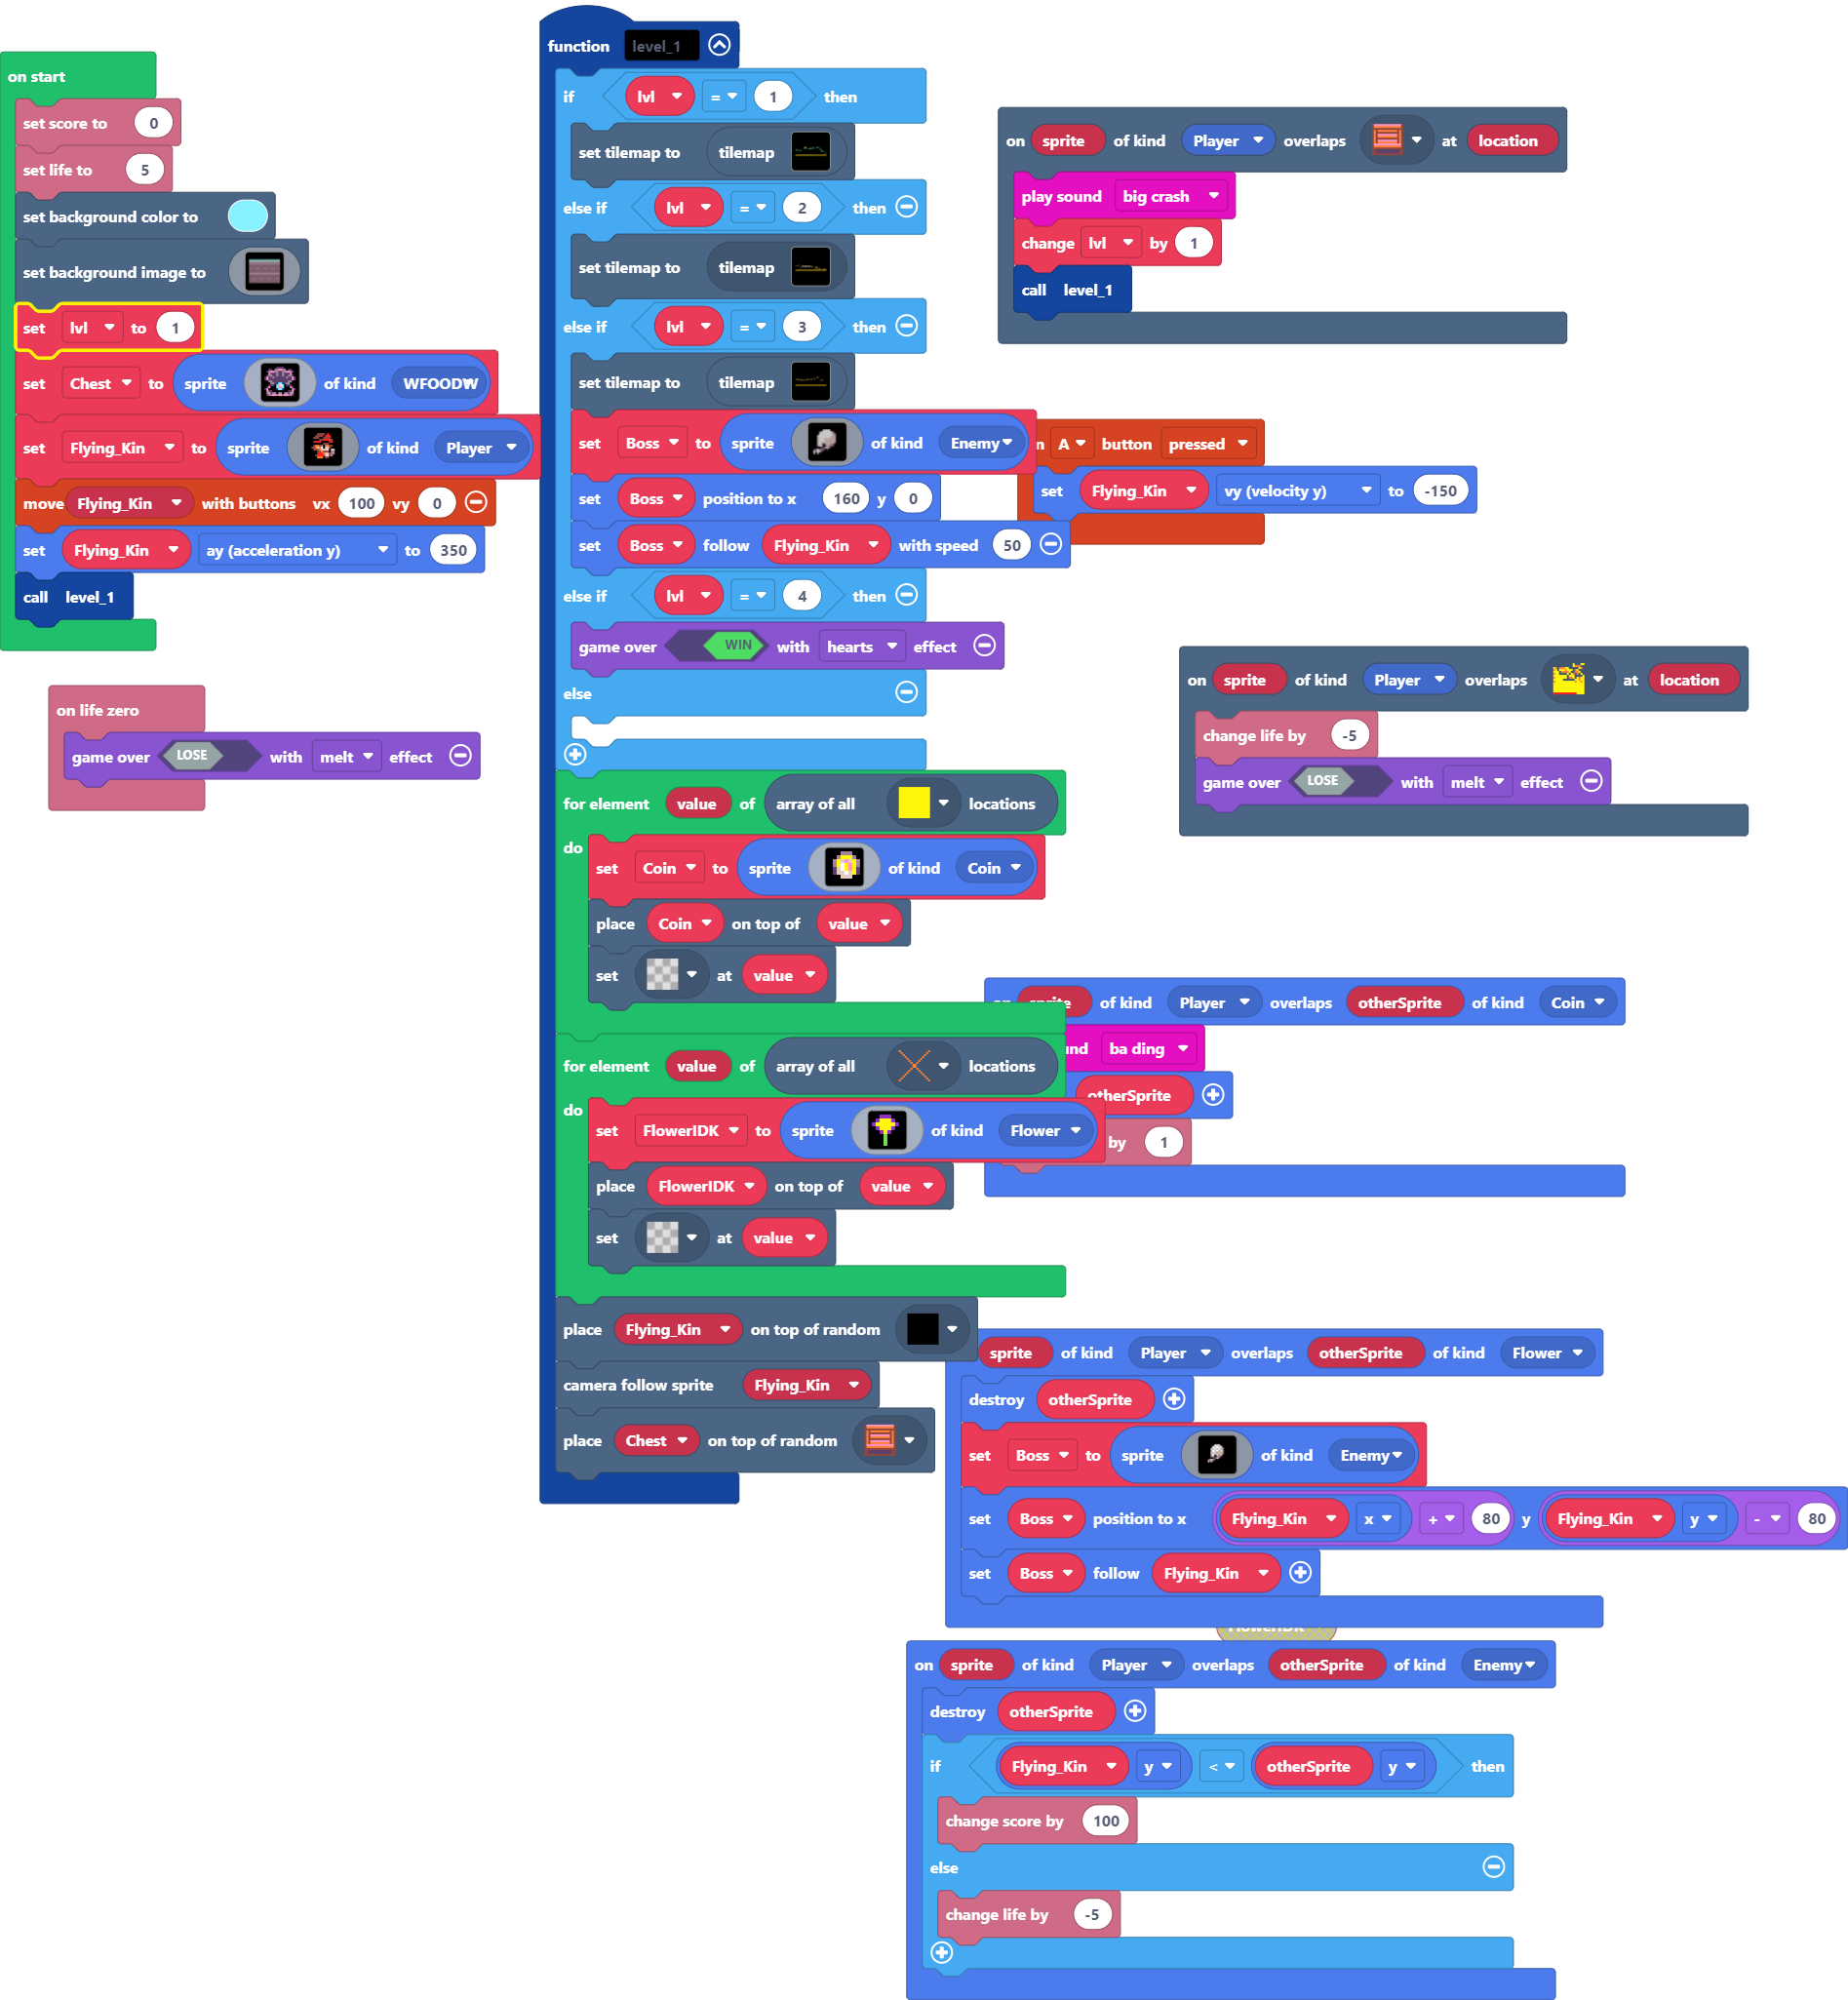 on start
set score to 0
set life to 5
set background color to
set background image to
set lvl to 1
set Chest to sprite of kind WFOODW
set Flying_Kin to sprite of kind Player
move Flying_Kin with buttons vx 100 vy 0
set Flying_Kin ay (acceleration y) to 350
call level_1
on life zero
game over LOSE with melt effect
function level_1
if lvl = 1 then
set tilemap to tilemap
else if lvl = 2 then
set tilemap to tilemap
else if lvl = 3 then
set tilemap to tilemap
set Boss to sprite of kind Enemy
set Boss position to x 160 y 0
set Boss follow Flying_Kin with speed 50
else if lvl = 4 then
game over WIN with hearts effect
else
for element value of array of all locations
do
set Coin to sprite of kind Coin
place Coin on top of value
set at value
for element value of array of all locations
do
set FlowerIDK to sprite of kind Flower
place FlowerIDK on top of value
set at value
place Flying_Kin on top of random
camera follow sprite Flying_Kin
place Chest on top of random
on sprite of kind Player overlaps at location
play sound big crash
change lvl by 1
call level_1
A button pressed
set Flying_Kin vy (velocity y) to -150
on sprite of kind Player overlaps at location
change life by -5
game over LOSE with melt effect
of kind Player overlaps otherSprite of kind Coin
ba ding
otherSprite
by 1
sprite of kind Player overlaps otherSprite of kind Flower
destroy otherSprite
set Boss to sprite of kind Enemy
set Boss position to x Flying_Kin x + 80 y Flying_Kin y - 80
set Boss follow Flying_Kin
on sprite of kind Player overlaps otherSprite of kind Enemy
destroy otherSprite
if Flying_Kin y < otherSprite y then
change score by 100
else
change life by -5